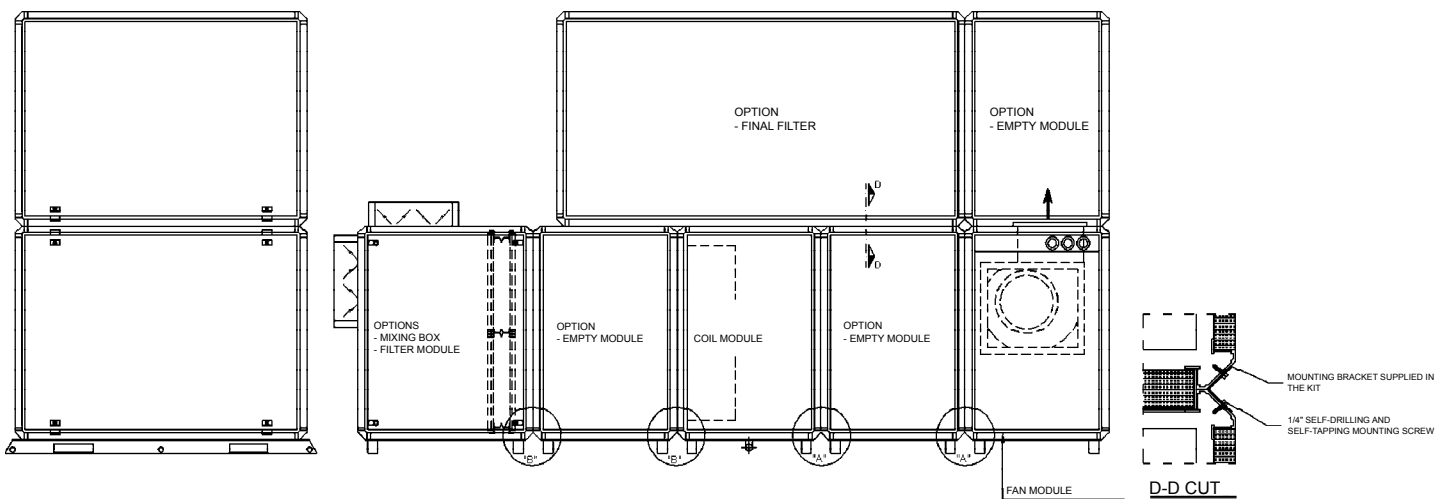 OPTION
- FINAL FILTER
OPTION
- EMPTY MODULE
D
D
OPTIONS
- MIXING BOX
- FILTER MODULE
OPTION
- EMPTY MODULE
COIL MODULE
OPTION
- EMPTY MODULE
"B"
"B"
"A"
"A"
FAN MODULE
MOUNTING BRACKET SUPPLIED IN
THE KIT
1/4" SELF-DRILLING AND
SELF-TAPPING MOUNTING SCREW
D-D CUT